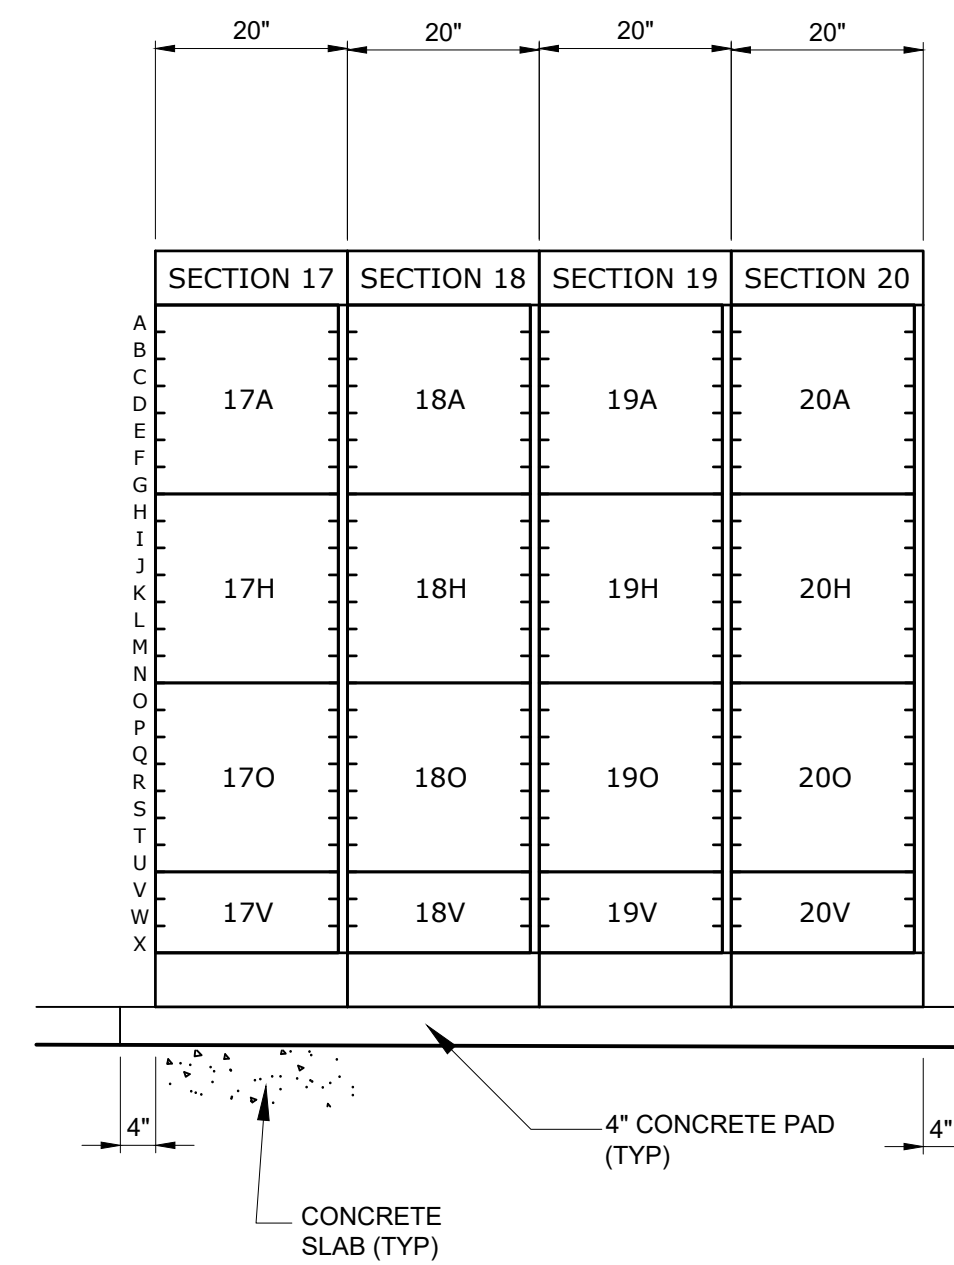 20" 20" 20" 20"
SECTION 17 SECTION 18 SECTION 19 SECTION 20
A
B
C
D
E
F
G
17A 18A 19A 20A
H
I
J
K
L
M
N
17H 18H 19H 20H
O
P
Q
R
S
T
U
17O 18O 19O 20O
V
W
X
17V 18V 19V 20V
4" 4"
4" CONCRETE PAD
(TYP)
CONCRETE
SLAB (TYP)